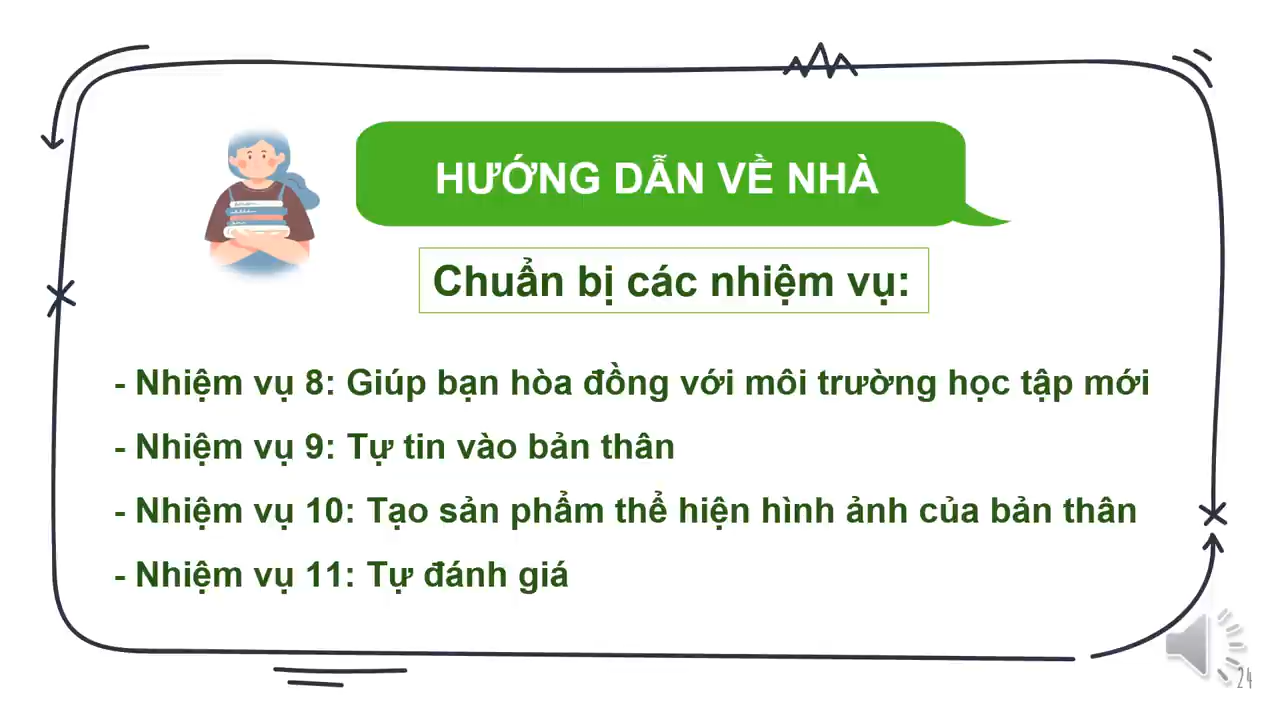 HƯỚNG DẪN VỀ NHÀ
Chuẩn bị các nhiệm vụ:
- Nhiệm vụ 8: Giúp bạn hòa đồng với môi trường học tập mới
- Nhiệm vụ 9: Tự tin vào bản thân
- Nhiệm vụ 10: Tạo sản phẩm thể hiện hình ảnh của bản thân
- Nhiệm vụ 11: Tự đánh giá
24